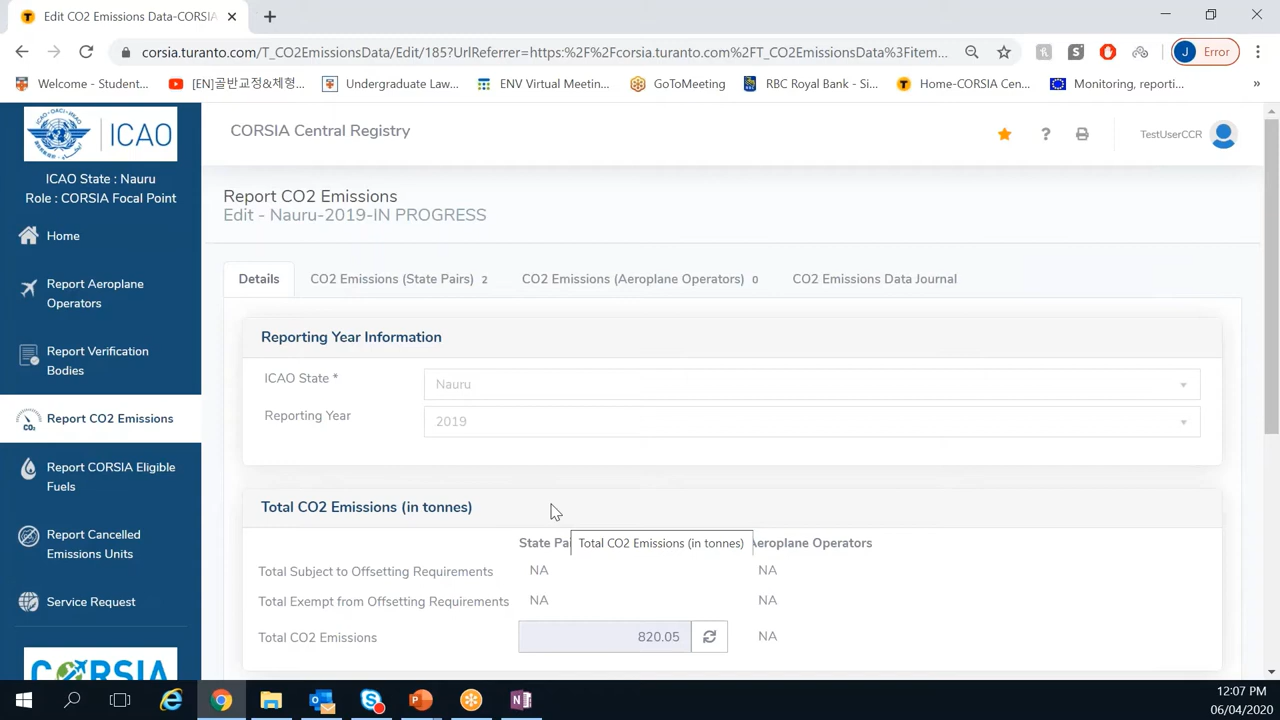 Edit CO2 Emissions Data-CORSIA
corsia.turanto.com/T_CO2EmissionsData/Edit/185?UrlReferrer=https:%2F%2Fcorsia.turanto.com%2FT_CO2EmissionsData%3Fitem...
J Error
Welcome - Student...
[EN]골반교정&체형...
Undergraduate Law...
ENV Virtual Meetin...
GoToMeeting
RBC Royal Bank - Si...
Home-CORSIA Cen...
Monitoring, reporti...
»
ICAO
CORSIA Central Registry
?
TestUserCCR
ICAO State : Nauru
Role : CORSIA Focal Point
Home
Report Aeroplane
Operators
Report Verification
Bodies
CO2
Report CO2 Emissions
Report CORSIA Eligible
Fuels
Report Cancelled
Emissions Units
Service Request
CORSIA
Report CO2 Emissions
Edit - Nauru-2019-IN PROGRESS
Details
CO2 Emissions (State Pairs) 2
CO2 Emissions (Aeroplane Operators) 0
CO2 Emissions Data Journal
Reporting Year Information
ICAO State *
Nauru
Reporting Year
2019
Total CO2 Emissions (in tonnes)
State Pai
Total CO2 Emissions (in tonnes)
Aeroplane Operators
Total Subject to Offsetting Requirements NA NA
Total Exempt from Offsetting Requirements NA NA
Total CO2 Emissions 820.05 NA
12:07 PM
06/04/2020